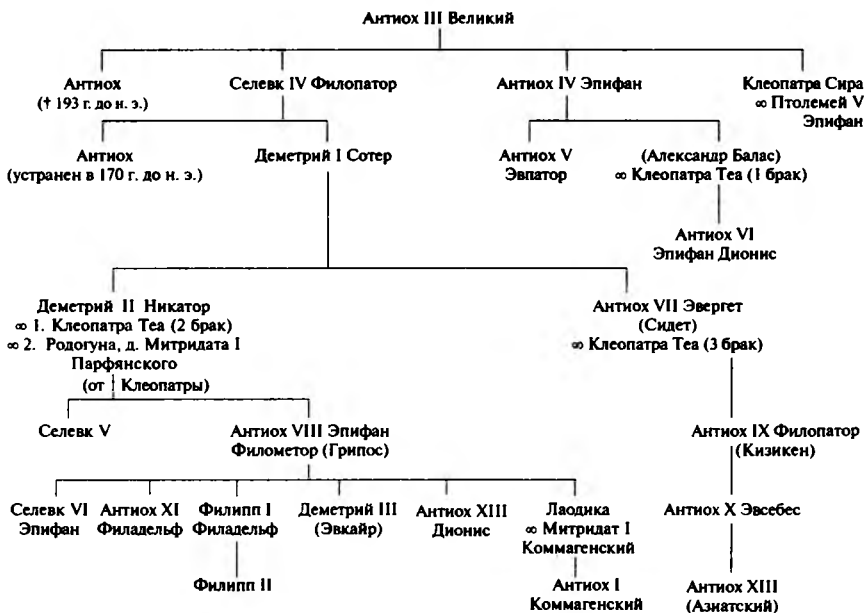 Антиох III Великий
Антиох
(† 193 г. до н. э.)
Селевк IV Филопатор
Антиох IV Эпифан
Клеопатра Сира
∞ Птолемей V
Эпифан
Антиох
(устранен в 170 г. до н. э.)
Деметрий I Сотер
Антиох V
Эвпатор
(Александр Балас)
∞ Клеопатра Теа (1 брак)
Антиох VI
Эпифан Дионис
Деметрий II Никатор
∞ 1. Клеопатра Теа (2 брак)
∞ 2. Родогуна, д. Митридата I
Парфянского
(от Клеопатры)
Антиох VII Эвергет
(Сидет)
∞ Клеопатра Теа (3 брак)
Селевк V
Антиох VIII Эпифан
Филометор (Грипос)
Антиох IX Филопатор
(Кизикен)
Селевк VI
Эпифан
Антиох XI
Филадельф
Филипп I
Филадельф
Деметрий III
(Эвкайр)
Антиох XIII
Дионис
Лаодика
∞ Митридат I
Коммагенский
Антиох X Эвсебес
Филипп II
Антиох I
Коммагенский
Антиох XIII
(Азиатский)